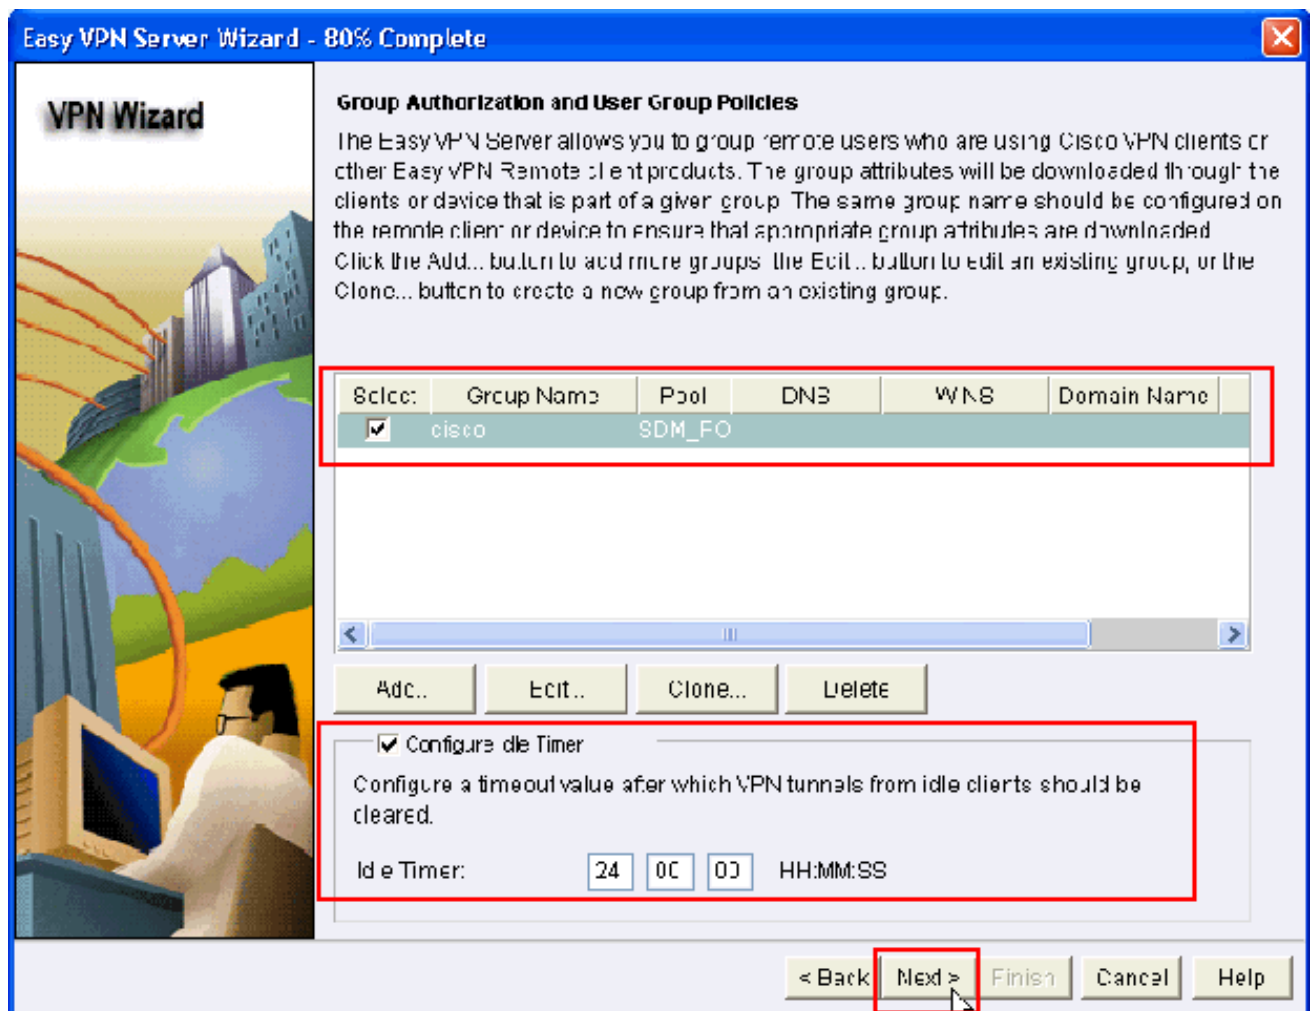 Easy VPN Server Wizard - 80% Complete
VPN Wizard
Group Authorization and User Group Policies
The Easy VPN Server allows you to group remote users who are using Cisco VPN clients or
other Easy VPN Remote client products. The group attributes will be downloaded through the
clients or device that is part of a given group. The same group name should be configured on
the remote client or device to ensure that appropriate group attributes are downloaded
Click the Add... button to add more groups, the Edit... button to edit an existing group, or the
Clone... button to create a new group from an existing group.
Select Group Name Pool DNS WINS Domain Name
cisco SDM_PO
Add... Edit... Clone... Delete
Configure Idle Timer
Configure a timeout value after which VPN tunnels from idle clients should be
cleared.
Idle Timer: 24 00 00 HH:MM:SS
< Back Next > Finish Cancel Help